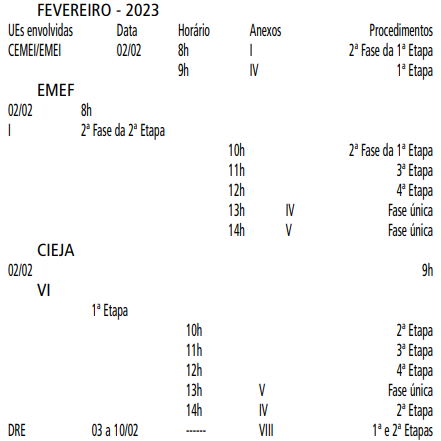 FEVEREIRO - 2023
UEs envolvidas Data Horário Anexos Procedimentos
CEMEI/EMEI 02/02 8h I 2ª Fase da 1ª Etapa
9h IV 1ª Etapa
EMEF
02/02 8h
I 2ª Fase da 2ª Etapa
10h 2ª Fase da 1ª Etapa
11h 3ª Etapa
12h 4ª Etapa
13h IV Fase única
14h V Fase única
CIEJA
02/02 9h
VI
1ª Etapa
10h 2ª Etapa
11h 3ª Etapa
12h 4ª Etapa
13h V Fase única
14h IV 2ª Etapa
DRE 03 a 10/02 ------ VIII 1ª e 2ª Etapas